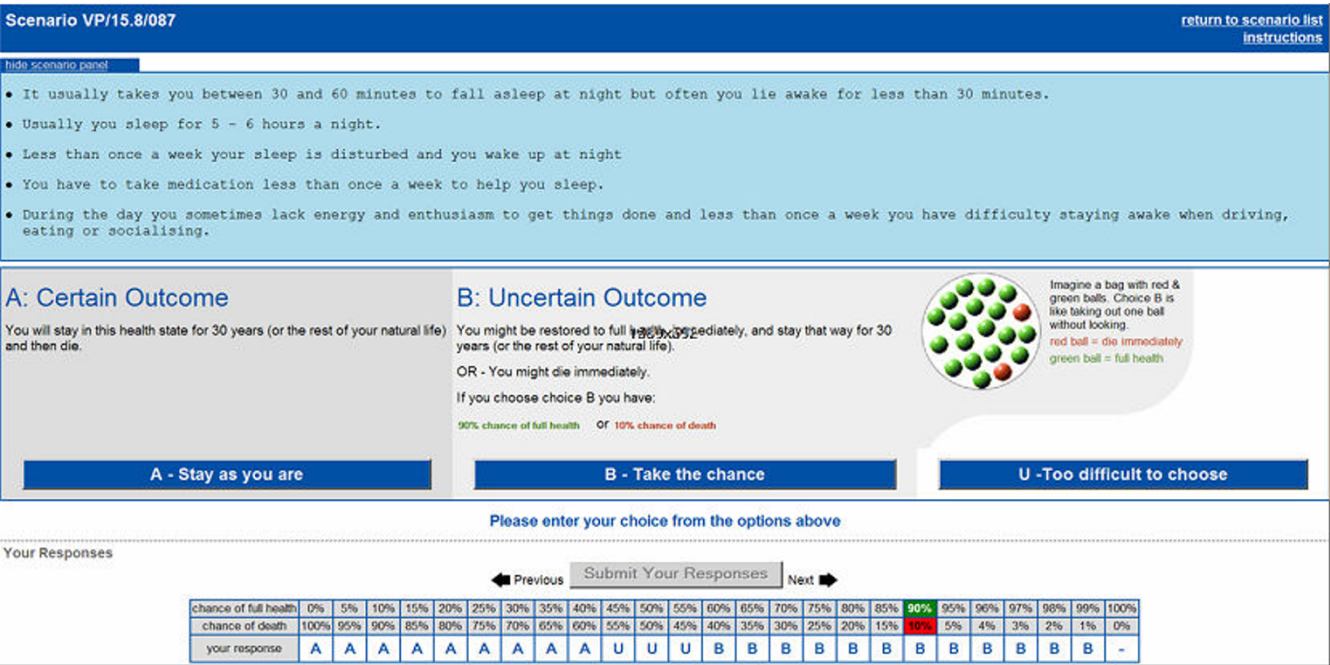 Scenario VP/15.8/087
return to scenario list
instructions
hide scenario panel
• It usually takes you between 30 and 60 minutes to fall asleep at night but often you lie awake for less than 30 minutes.
• Usually you sleep for 5 - 6 hours a night.
• Less than once a week your sleep is disturbed and you wake up at night
• You have to take medication less than once a week to help you sleep.
• During the day you sometimes lack energy and enthusiasm to get things done and less than once a week you have difficulty staying awake when driving,
eating or socialising.
A: Certain Outcome
You will stay in this health state for 30 years (or the rest of your natural life)
and then die.
B: Uncertain Outcome
You might be restored to full and stay that way for 30
years (or the rest of your natural life).
OR - You might die immediately.
If you choose choice B you have:
90% chance of full health or 10% chance of death
Imagine a bag with red &
green balls. Choice B is
like taking out one ball
without looking.
red ball = die immediately
green ball = full health
A - Stay as you are
B - Take the chance
U -Too difficult to choose
Please enter your choice from the options above
Your Responses
Previous Submit Your Responses Next
chance of full health 0% 5% 10% 15% 20% 25% 30% 35% 40% 45% 50% 55% 60% 65% 70% 75% 80% 85% 90% 95% 96% 97% 98% 99% 100%
chance of death 100% 95% 90% 85% 80% 75% 70% 65% 60% 55% 50% 45% 40% 35% 30% 25% 20% 15% 10% 5% 4% 3% 2% 1% 0%
your response A A A A A A A A A U U U B B B B B B B B B B B B -